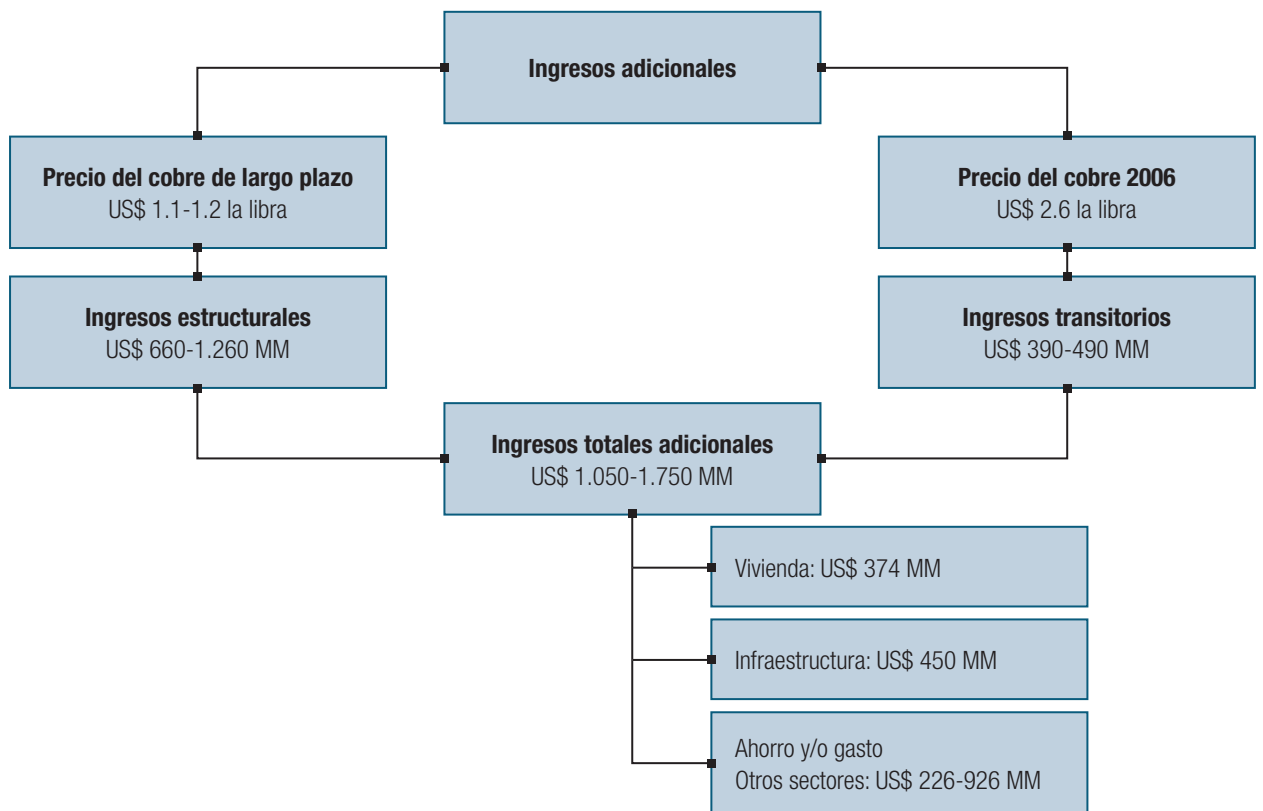 Ingresos adicionales
Precio del cobre de largo plazo
US$ 1.1-1.2 la libra
Precio del cobre 2006
US$ 2.6 la libra
Ingresos estructurales
US$ 660-1.260 MM
Ingresos transitorios
US$ 390-490 MM
Ingresos totales adicionales
US$ 1.050-1.750 MM
Vivienda: US$ 374 MM
Infraestructura: US$ 450 MM
Ahorro y/o gasto
Otros sectores: US$ 226-926 MM